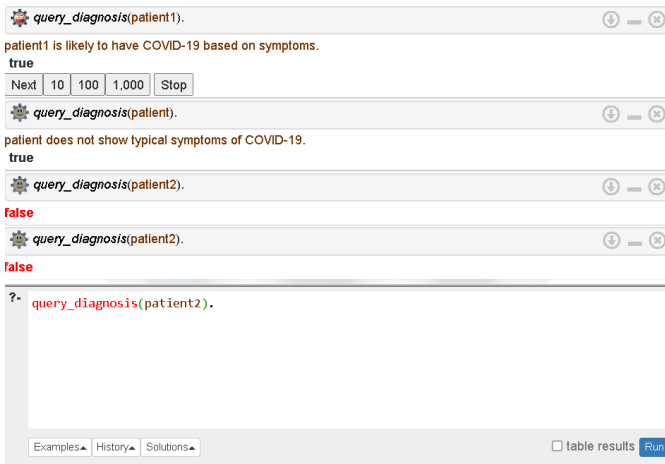 query_diagnosis(patient1).
patient1 is likely to have COVID-19 based on symptoms.
true
Next 10 100 1,000 Stop
query_diagnosis(patient).
patient does not show typical symptoms of COVID-19.
true
query_diagnosis(patient2).
false
query_diagnosis(patient2).
false
?- query_diagnosis(patient2).
Examples History Solutions table results Run